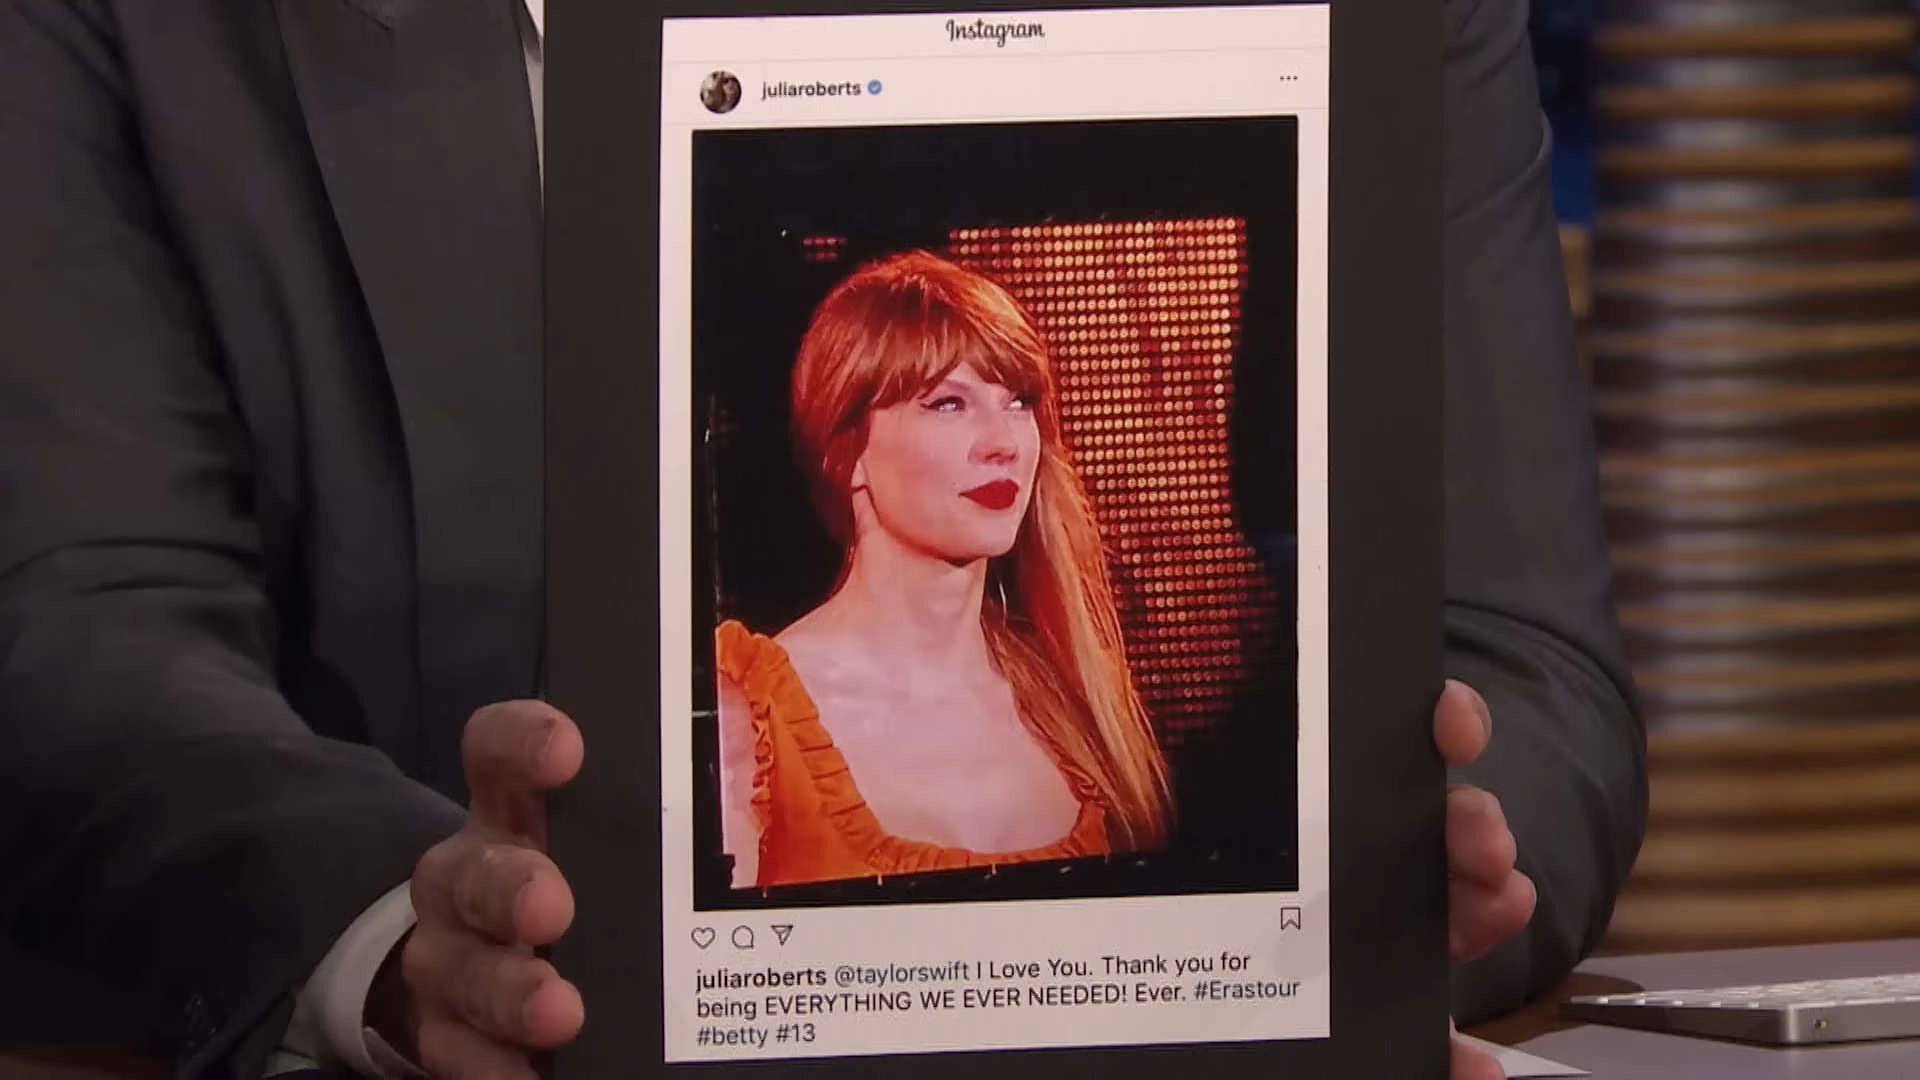 Instagram
juliaroberts
juliaroberts @taylorswift I Love You. Thank you for
being EVERYTHING WE EVER NEEDED! Ever. #Erastour
#betty #13